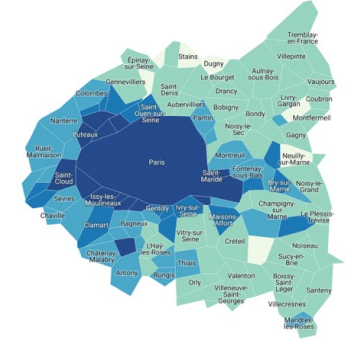 Tremblay-
en-France
Stains
Épinay-
sur-Seine
Dugny
Villepinte
Le Bourget
Aulnay-
sous-Bois
Gennevilliers
Saint-
Denis
Vaujours
Drancy
Colombes
Livry-
Gargan
Coubron
Aubervilliers
Bobigny
Saint-
Ouen-sur-
Seine
Bondy
Montfermeil
Pantin
Nanterre
Noisy-le-
Sec
Puteaux
Gagny
Rueil
Malmaison
Paris
Montreuil
Neuilly-
sur-Marne
Saint-
Cloud
Saint-
Mandé
Fontenay-
sous-Bois
Bry-sur-
Marne
Noisy-le-
Grand
Sèvres
Issy-les-
Moulineaux
Gentilly
Ivry-sur-
Seine
Champigny-
sur-
Marne
Chaville
Maisons-
Alfort
Le Plessis-
Trévise
Clamart
Bagneux
Vitry-sur-
Seine
Créteil
Noiseau
L'Haÿ-
les-Roses
Châtenay
Malabry
Sucy-en-
Brie
Thiais
Antony
Rungis
Valenton
Boissy-
Saint-
Léger
Orly
Villeneuve-
Saint-
Georges
Santeny
Villecresnes
Mandres-
les Roses